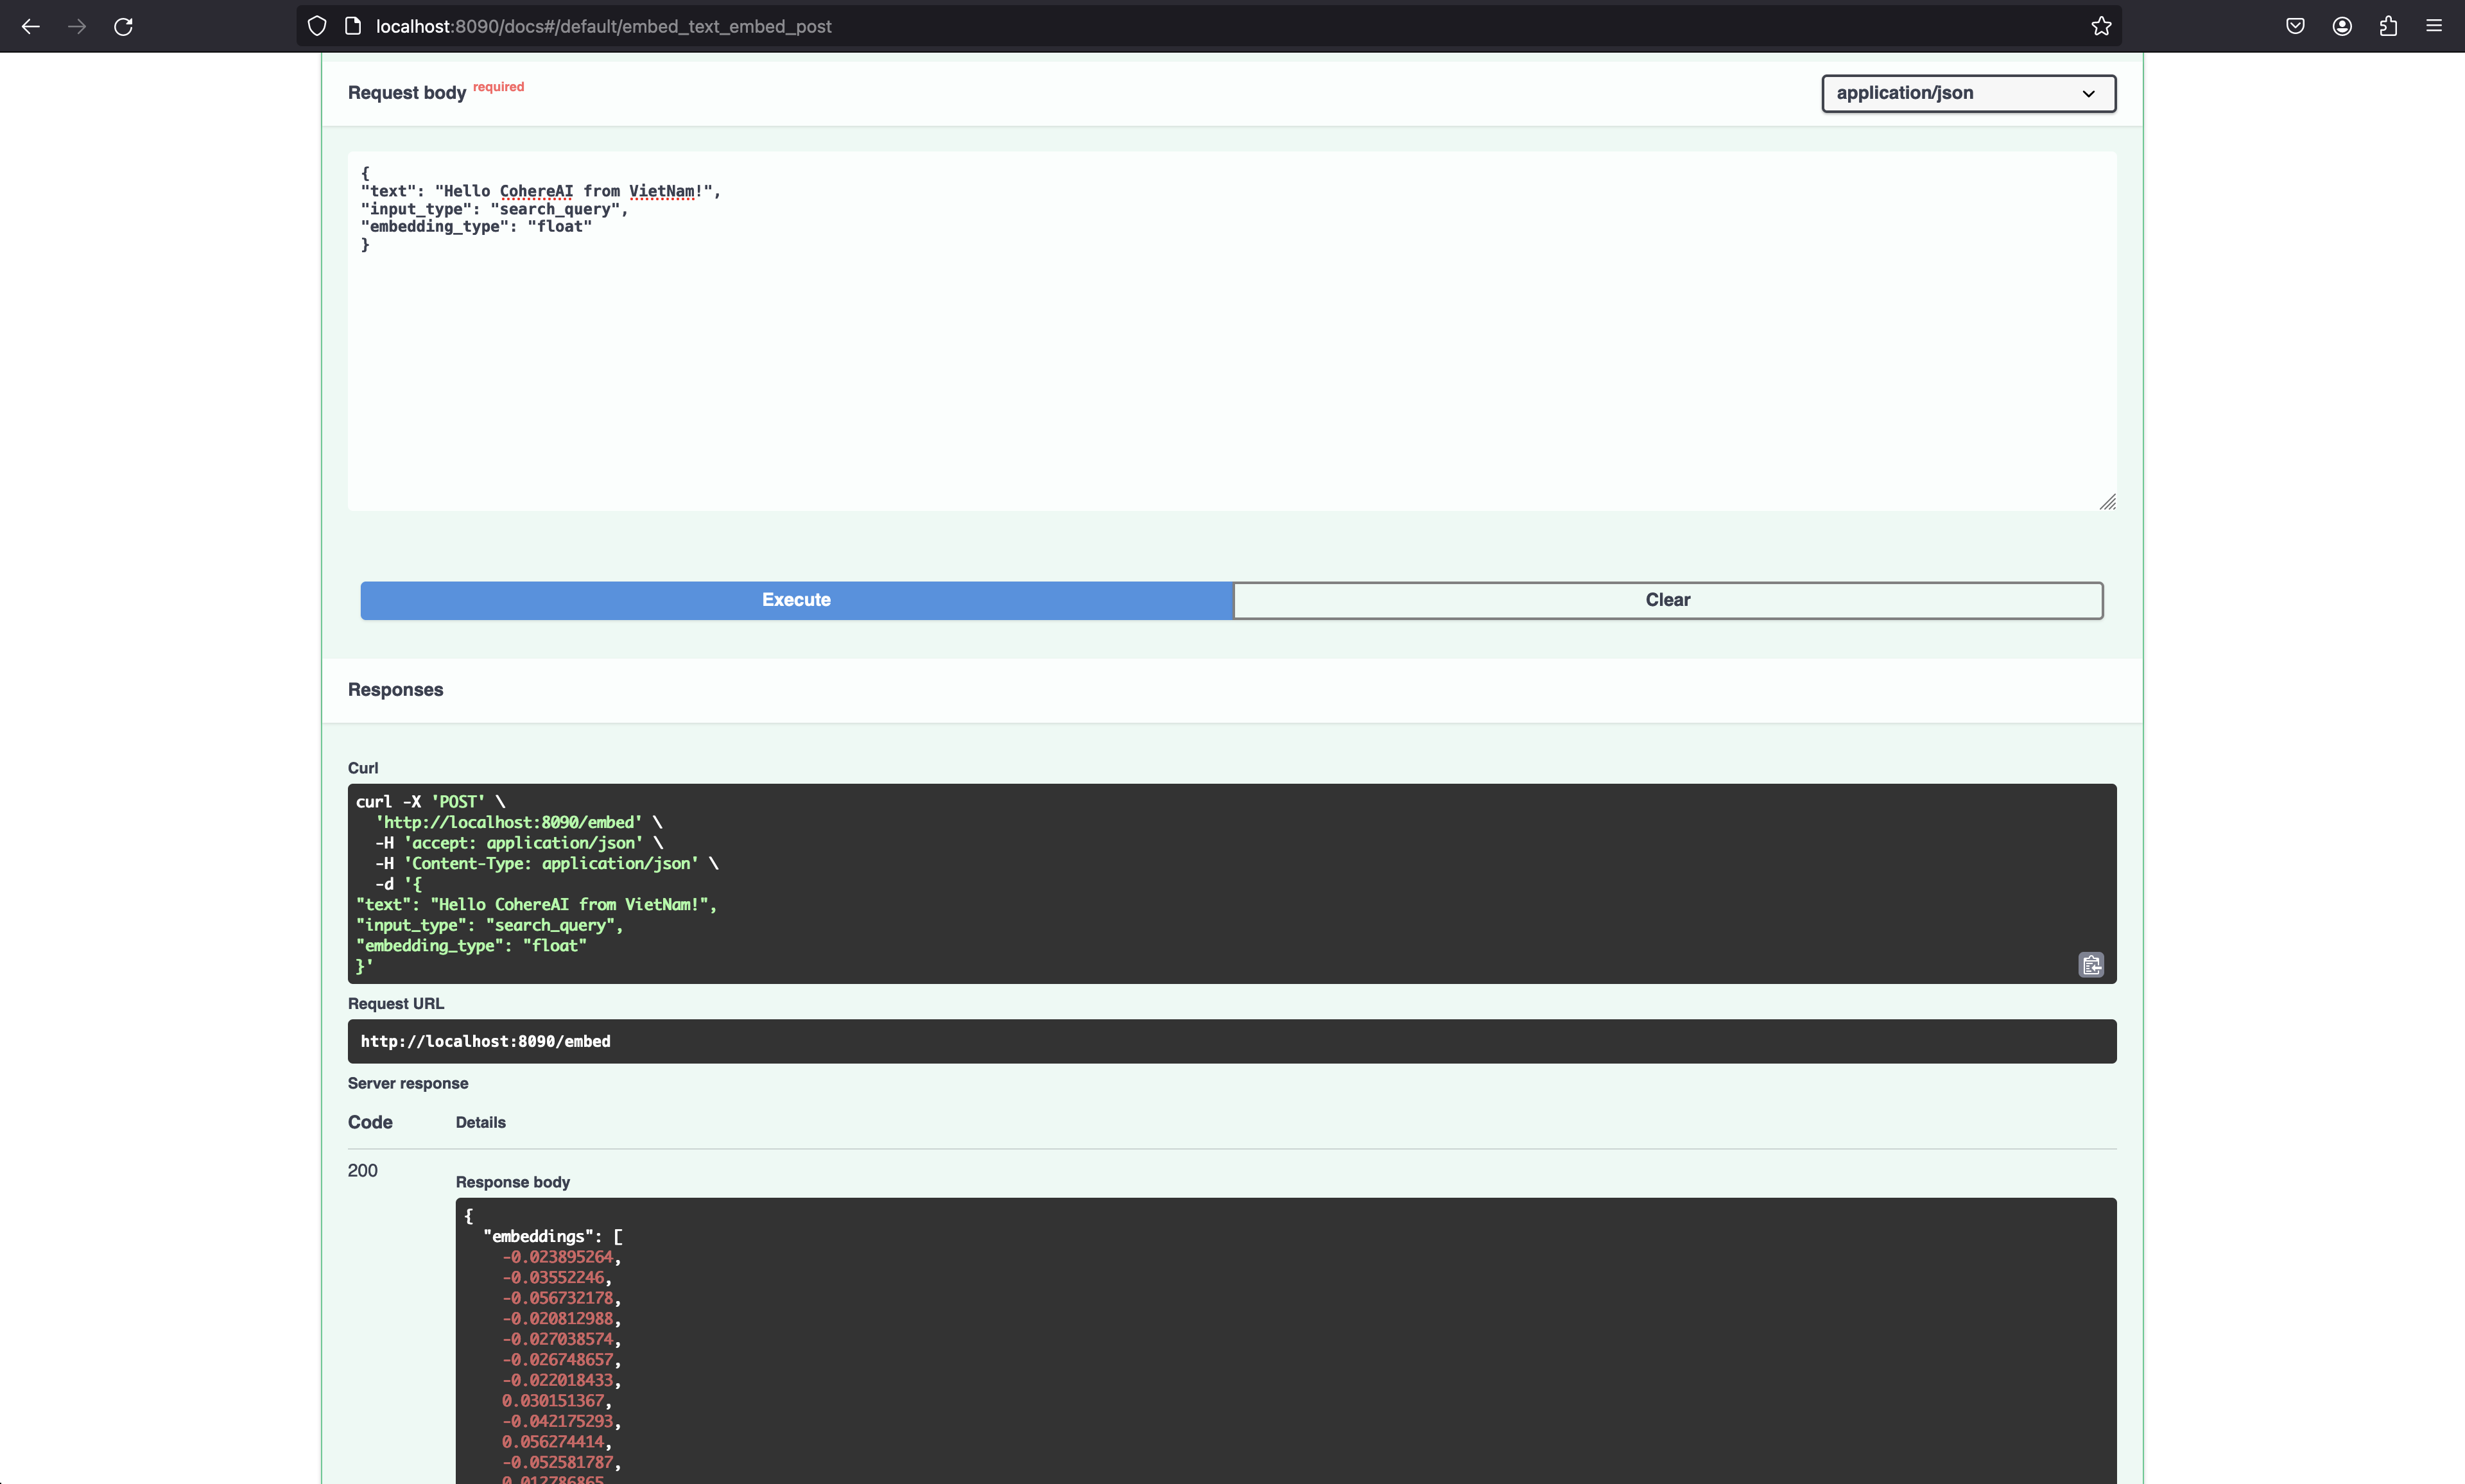 localhost:8090/docs#/default/embed_text_embed_post
Request body required
application/json
{
"text": "Hello CohereAI from VietNam!",
"input_type": "search_query",
"embedding_type": "float"
}
Execute
Clear
Responses
Curl
curl -X 'POST' \
'http://localhost:8090/embed' \
-H 'accept: application/json' \
-H 'Content-Type: application/json' \
-d '{
"text": "Hello CohereAI from VietNam!",
"input_type": "search_query",
"embedding_type": "float"
}'
Request URL
http://localhost:8090/embed
Server response
Code Details
200
Response body
{
"embeddings": [
-0.023895264,
-0.03552246,
-0.056732178,
-0.020812988,
-0.027038574,
-0.026748657,
-0.022018433,
0.030151367,
-0.042175293,
0.056274414,
-0.052581787,
0.012786865